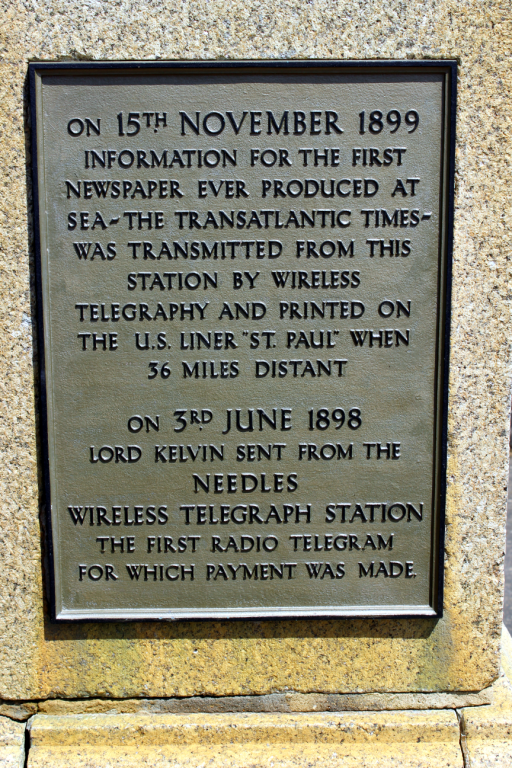 ON 15TH NOVEMBER 1899
INFORMATION FOR THE FIRST
NEWSPAPER EVER PRODUCED AT
SEA-THE TRANSATLANTIC TIMES-
WAS TRANSMITTED FROM THIS
STATION BY WIRELESS
TELEGRAPHY AND PRINTED ON
THE U.S. LINER "ST. PAUL" WHEN
36 MILES DISTANT
ON 3RD JUNE 1898
LORD KELVIN SENT FROM THE
NEEDLES
WIRELESS TELEGRAPH STATION
THE FIRST RADIO TELEGRAM
FOR WHICH PAYMENT WAS MADE.